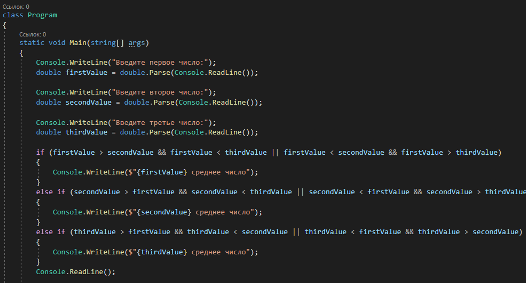 Ссылок: 0
class Program
{
Ссылок: 0
static void Main(string[] args)
{
Console.WriteLine("Введите первое число:");
double firstValue = double.Parse(Console.ReadLine());
Console.WriteLine("Введите второе число:");
double secondValue = double.Parse(Console.ReadLine());
Console.WriteLine("Введите третье число:");
double thirdValue = double.Parse(Console.ReadLine());
if (firstValue > secondValue && firstValue < thirdValue || firstValue < secondValue && firstValue > thirdValue)
{
Console.WriteLine($"{firstValue} среднее число");
}
else if (secondValue > firstValue && secondValue < thirdValue || secondValue < firstValue && secondValue > thirdValue
{
Console.WriteLine($"{secondValue} среднее число");
}
else if (thirdValue > firstValue && thirdValue < secondValue || thirdValue < firstValue && thirdValue > secondValue)
{
Console.WriteLine($"{thirdValue} среднее число");
}
Console.ReadLine();